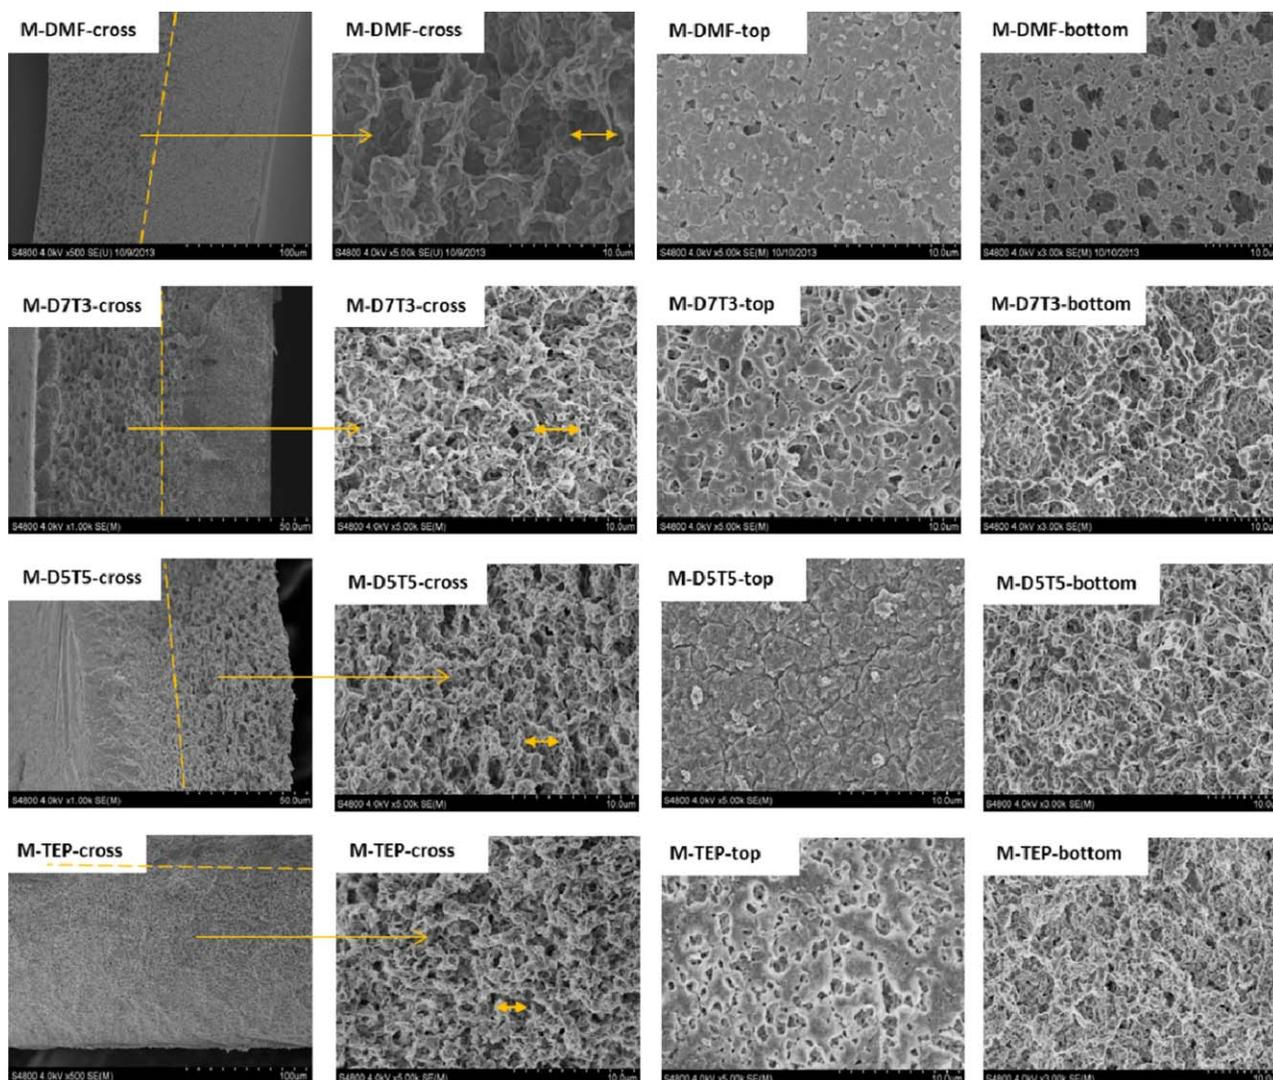 M-DMF-cross
M-DMF-cross
M-DMF-top
M-DMF-bottom
S4800 4.0kV x500 SE(U) 10/9/2013 100um
S4800 4.0kV x5.00k SE(U) 10/9/2013 10.0um
S4800 4.0kV x5.00k SE(M) 10/10/2013 10.0um
S4800 4.0kV x3.00k SE(M) 10/10/2013 10.0u
M-D7T3-cross
M-D7T3-cross
M-D7T3-top
M-D7T3-bottom
S4800 4.0kV x1.00k SE(M) 50.0um
S4800 4.0kV x5.00k SE(M) 10.0um
S4800 4.0kV x5.00k SE(M) 10.0um
S4800 4.0kV x3.00k SE(M) 10.0u
M-D5T5-cross
M-D5T5-cross
M-D5T5-top
M-D5T5-bottom
S4800 4.0kV x1.00k SE(M) 50.0um
S4800 4.0kV x5.00k SE(M) 10.0um
S4800 4.0kV x5.00k SE(M) 10.0um
S4800 4.0kV x3.00k SE(M) 10.0u
M-TEP-cross
M-TEP-cross
M-TEP-top
M-TEP-bottom
S4800 4.0kV x500 SE(M) 100um